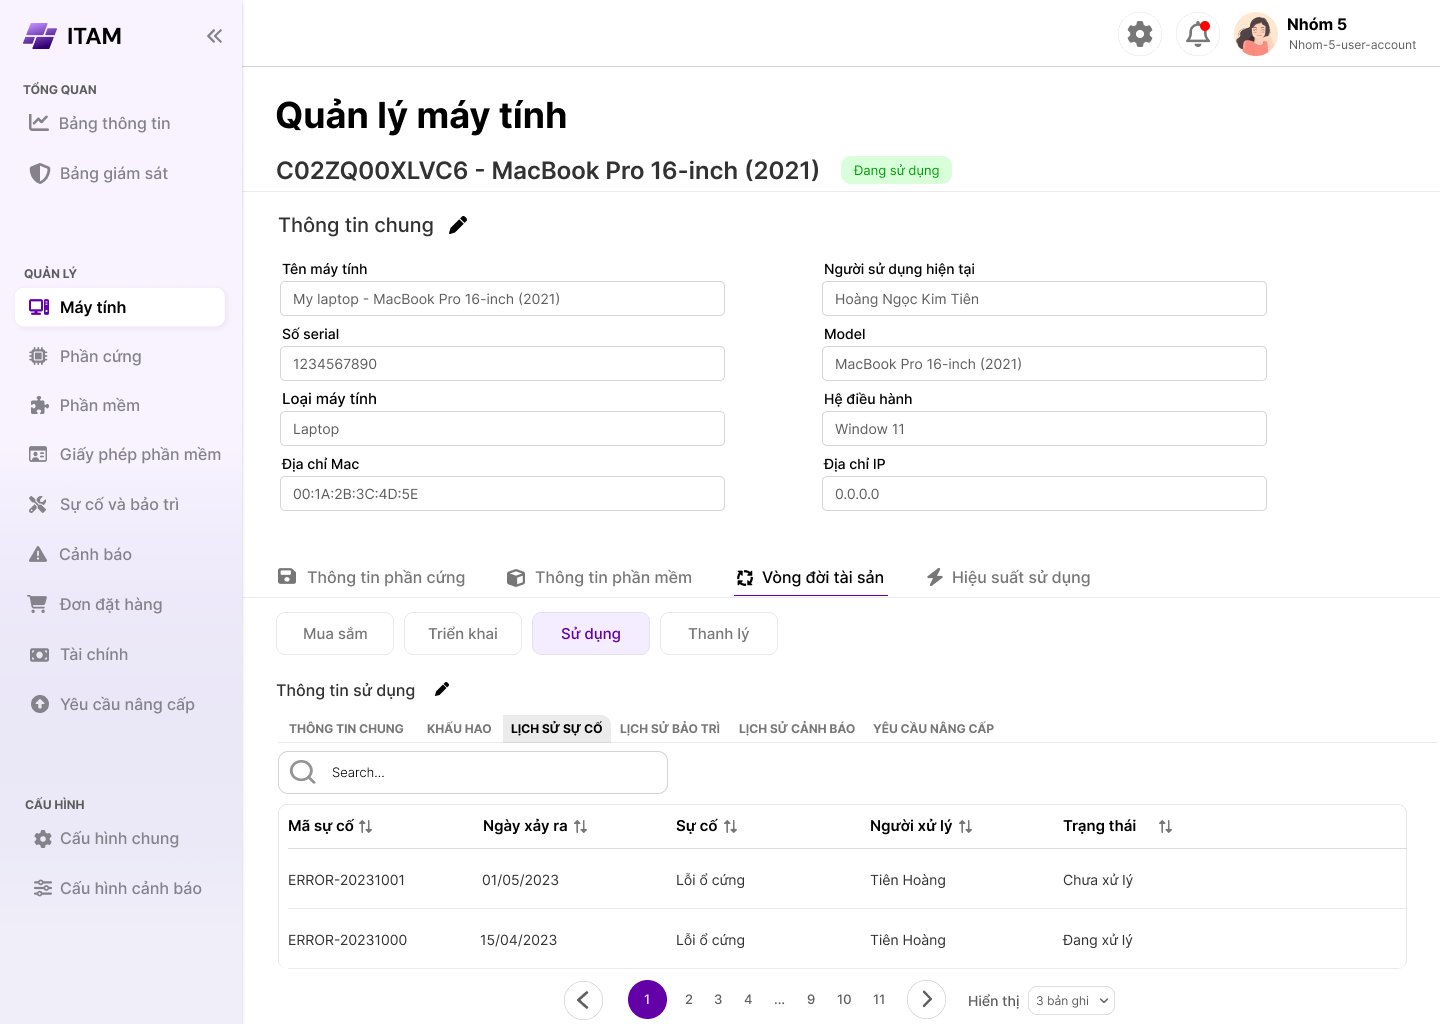 ITAM
Nhóm 5
Nhom-5-user-account
TỔNG QUAN
Bảng thông tin
Bảng giám sát
QUẢN LÝ
Máy tính
Phần cứng
Phần mềm
Giấy phép phần mềm
Sự cố và bảo trì
Cảnh báo
Đơn đặt hàng
Tài chính
Yêu cầu nâng cấp
CẤU HÌNH
Cấu hình chung
Cấu hình cảnh báo
Quản lý máy tính
C02ZQ00XLVC6 - MacBook Pro 16-inch (2021) Đang sử dụng
Thông tin chung
Tên máy tính Người sử dụng hiện tại
My laptop - MacBook Pro 16-inch (2021) Hoàng Ngọc Kim Tiên
Số serial Model
1234567890 MacBook Pro 16-inch (2021)
Loại máy tính Hệ điều hành
Laptop Window 11
Địa chỉ Mac Địa chỉ IP
00:1A:2B:3C:4D:5E 0.0.0.0
Thông tin phần cứng Thông tin phần mềm Vòng đời tài sản Hiệu suất sử dụng
Mua sắm Triển khai Sử dụng Thanh lý
Thông tin sử dụng
THÔNG TIN CHUNG KHẤU HAO LỊCH SỬ SỰ CỐ LỊCH SỬ BẢO TRÌ LỊCH SỬ CẢNH BÁO YÊU CẦU NÂNG CẤP
Search...
Mã sự cố Ngày xảy ra Sự cố Người xử lý Trạng thái
ERROR-20231001 01/05/2023 Lỗi ổ cứng Tiên Hoàng Chưa xử lý
ERROR-20231000 15/04/2023 Lỗi ổ cứng Tiên Hoàng Đang xử lý
1 2 3 4 ... 9 10 11 Hiển thị 3 bản ghi